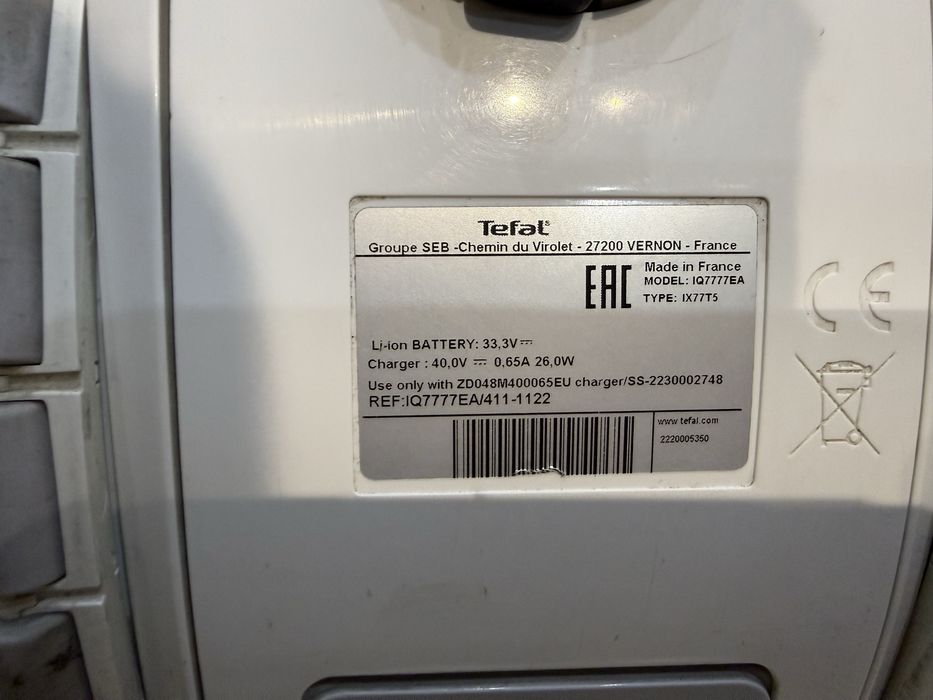 Tefal
Groupe SEB -Chemin du Virolet - 27200 VERNON - France
EAC
Made in France
MODEL: IQ7777EA
TYPE: IX77T5
Li-ion BATTERY: 33,3V⎓
Charger : 40,0V ⎓ 0,65A 26,0W
Use only with ZD048M400065EU charger/SS-2230002748
REF:IQ7777EA/411-1122
www tefal.com
2220005350
CE